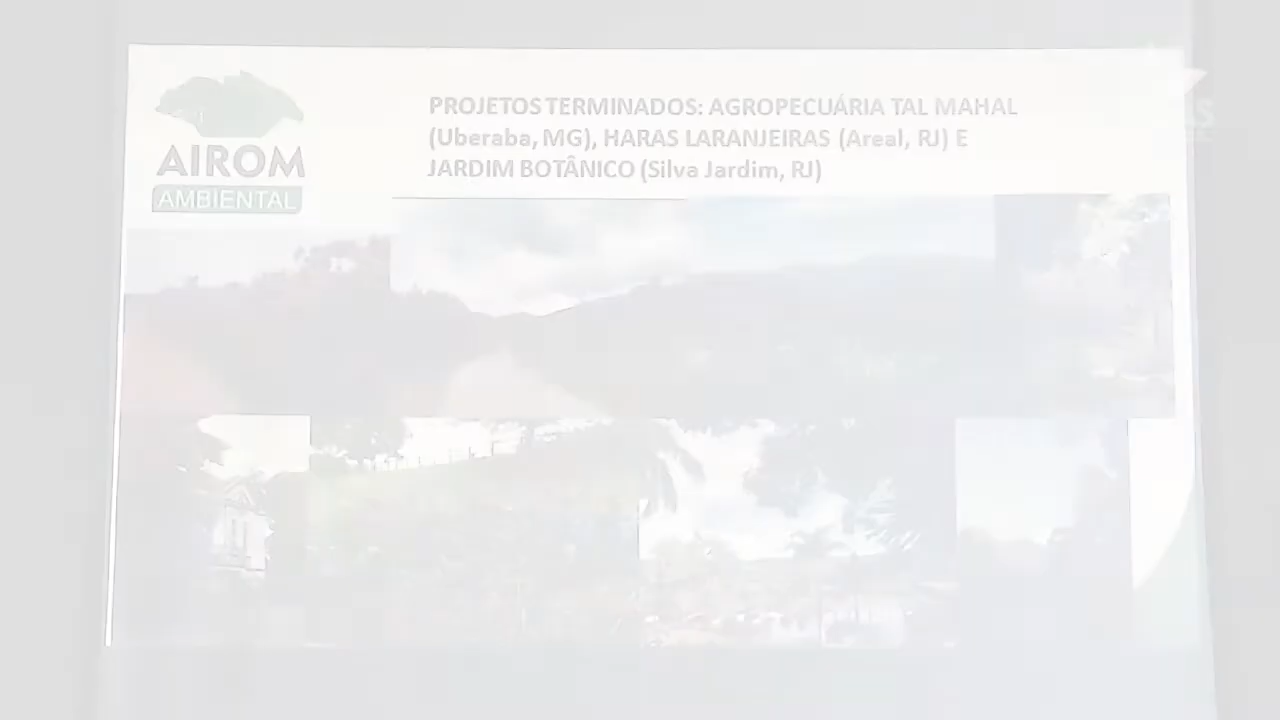 AIROM
AMBIENTAL
PROJETOS TERMINADOS: AGROPECUÁRIA TAL MAHAL
(Uberaba, MG), HARAS LARANJEIRAS (Areal, RJ) E
JARDIM BOTÂNICO (Silva Jardim, RJ)